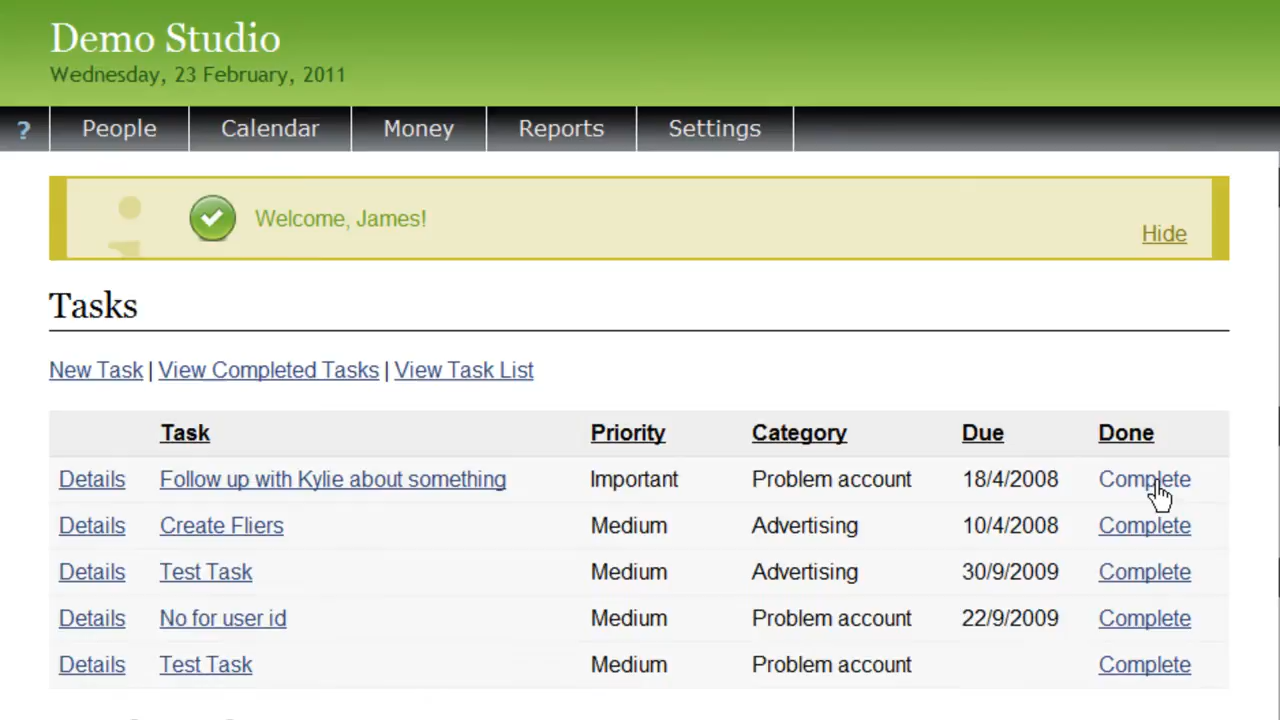 Demo Studio
Wednesday, 23 February, 2011
? People Calendar Money Reports Settings
Welcome, James!
Hide
Tasks
New Task | View Completed Tasks | View Task List
Task Priority Category Due Done
Details Follow up with Kylie about something Important Problem account 18/4/2008 Complete
Details Create Fliers Medium Advertising 10/4/2008 Complete
Details Test Task Medium Advertising 30/9/2009 Complete
Details No for user id Medium Problem account 22/9/2009 Complete
Details Test Task Medium Problem account Complete